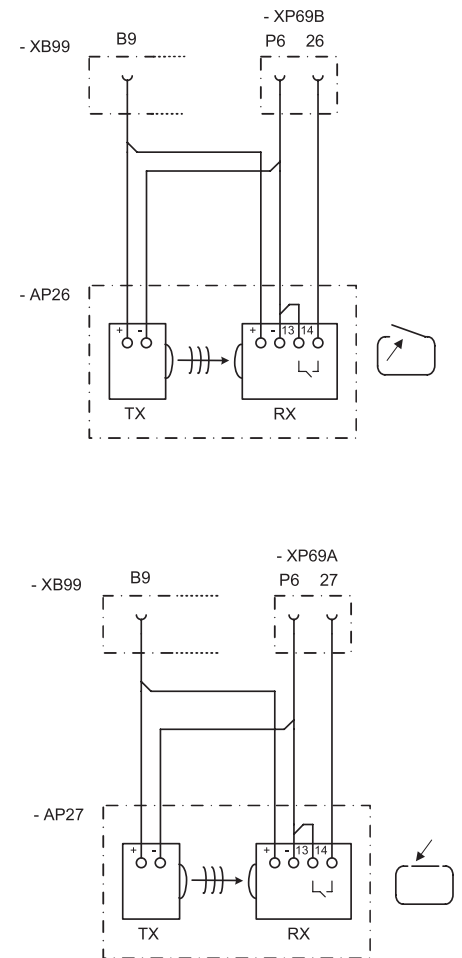 - XP69B
- XB99 B9 P6 26
- AP26
+ - + - 13 14
TX RX
- XP69A
- XB99 B9 P6 27
- AP27
+ - + - 13 14
TX RX